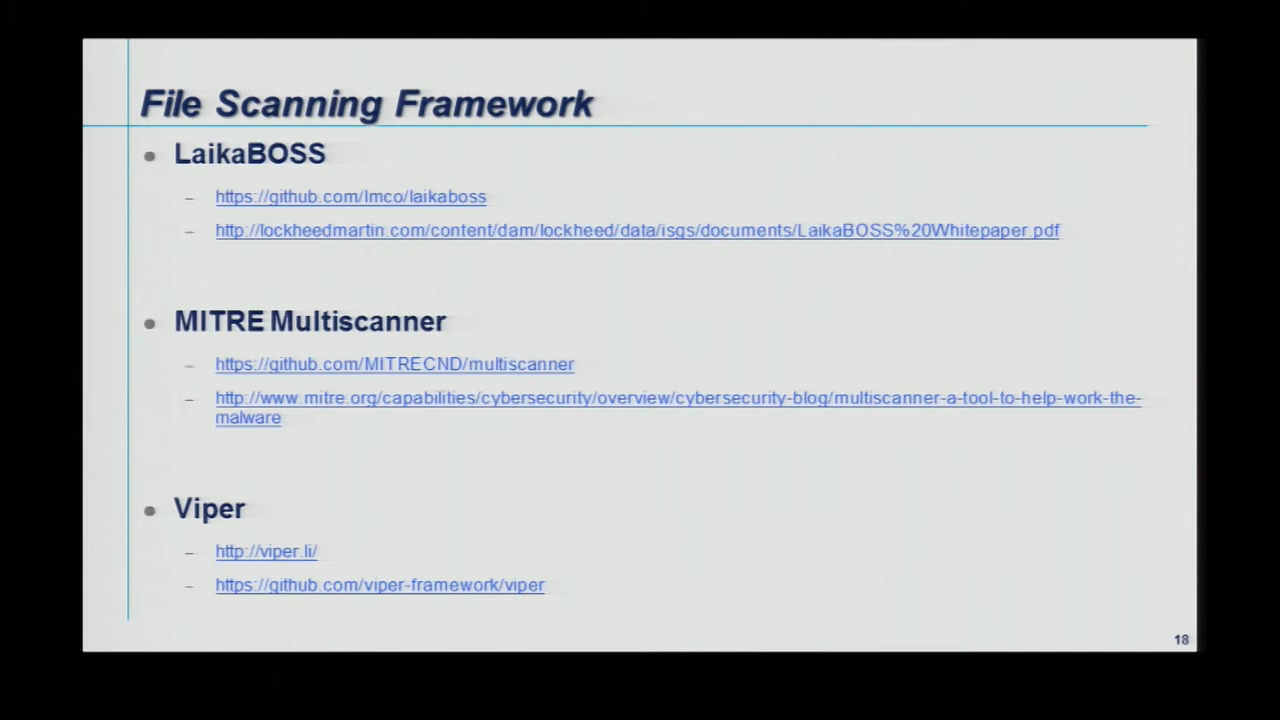 File Scanning Framework
• LaikaBOSS
– https://github.com/lmco/laikaboss
– http://lockheedmartin.com/content/dam/lockheed/data/isgs/documents/LaikaBOSS%20Whitepaper.pdf
• MITRE Multiscanner
– https://github.com/MITRECND/multiscanner
– http://www.mitre.org/capabilities/cybersecurity/overview/cybersecurity-blog/multiscanner-a-tool-to-help-work-the-
malware
• Viper
– http://viper.li/
– https://github.com/viper-framework/viper
18